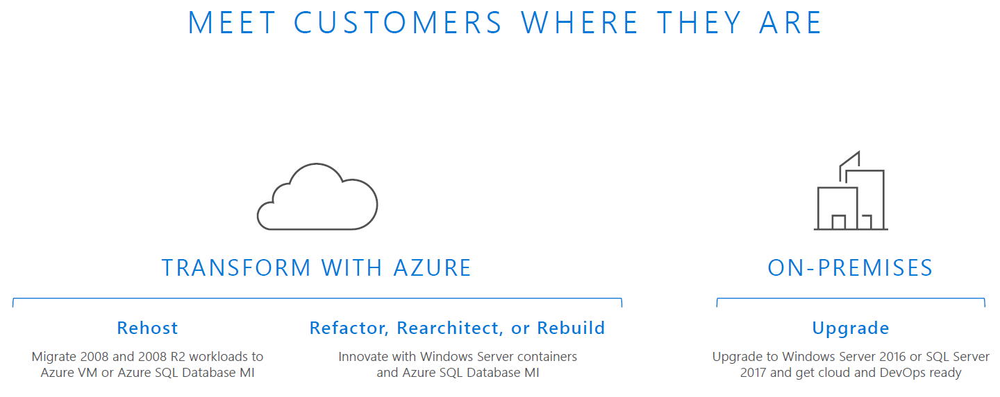 MEET CUSTOMERS WHERE THEY ARE
TRANSFORM WITH AZURE
Rehost
Migrate 2008 and 2008 R2 workloads to
Azure VM or Azure SQL Database MI
Refactor, Rearchitect, or Rebuild
Innovate with Windows Server containers
and Azure SQL Database MI
ON-PREMISES
Upgrade
Upgrade to Windows Server 2016 or SQL Server
2017 and get cloud and DevOps ready